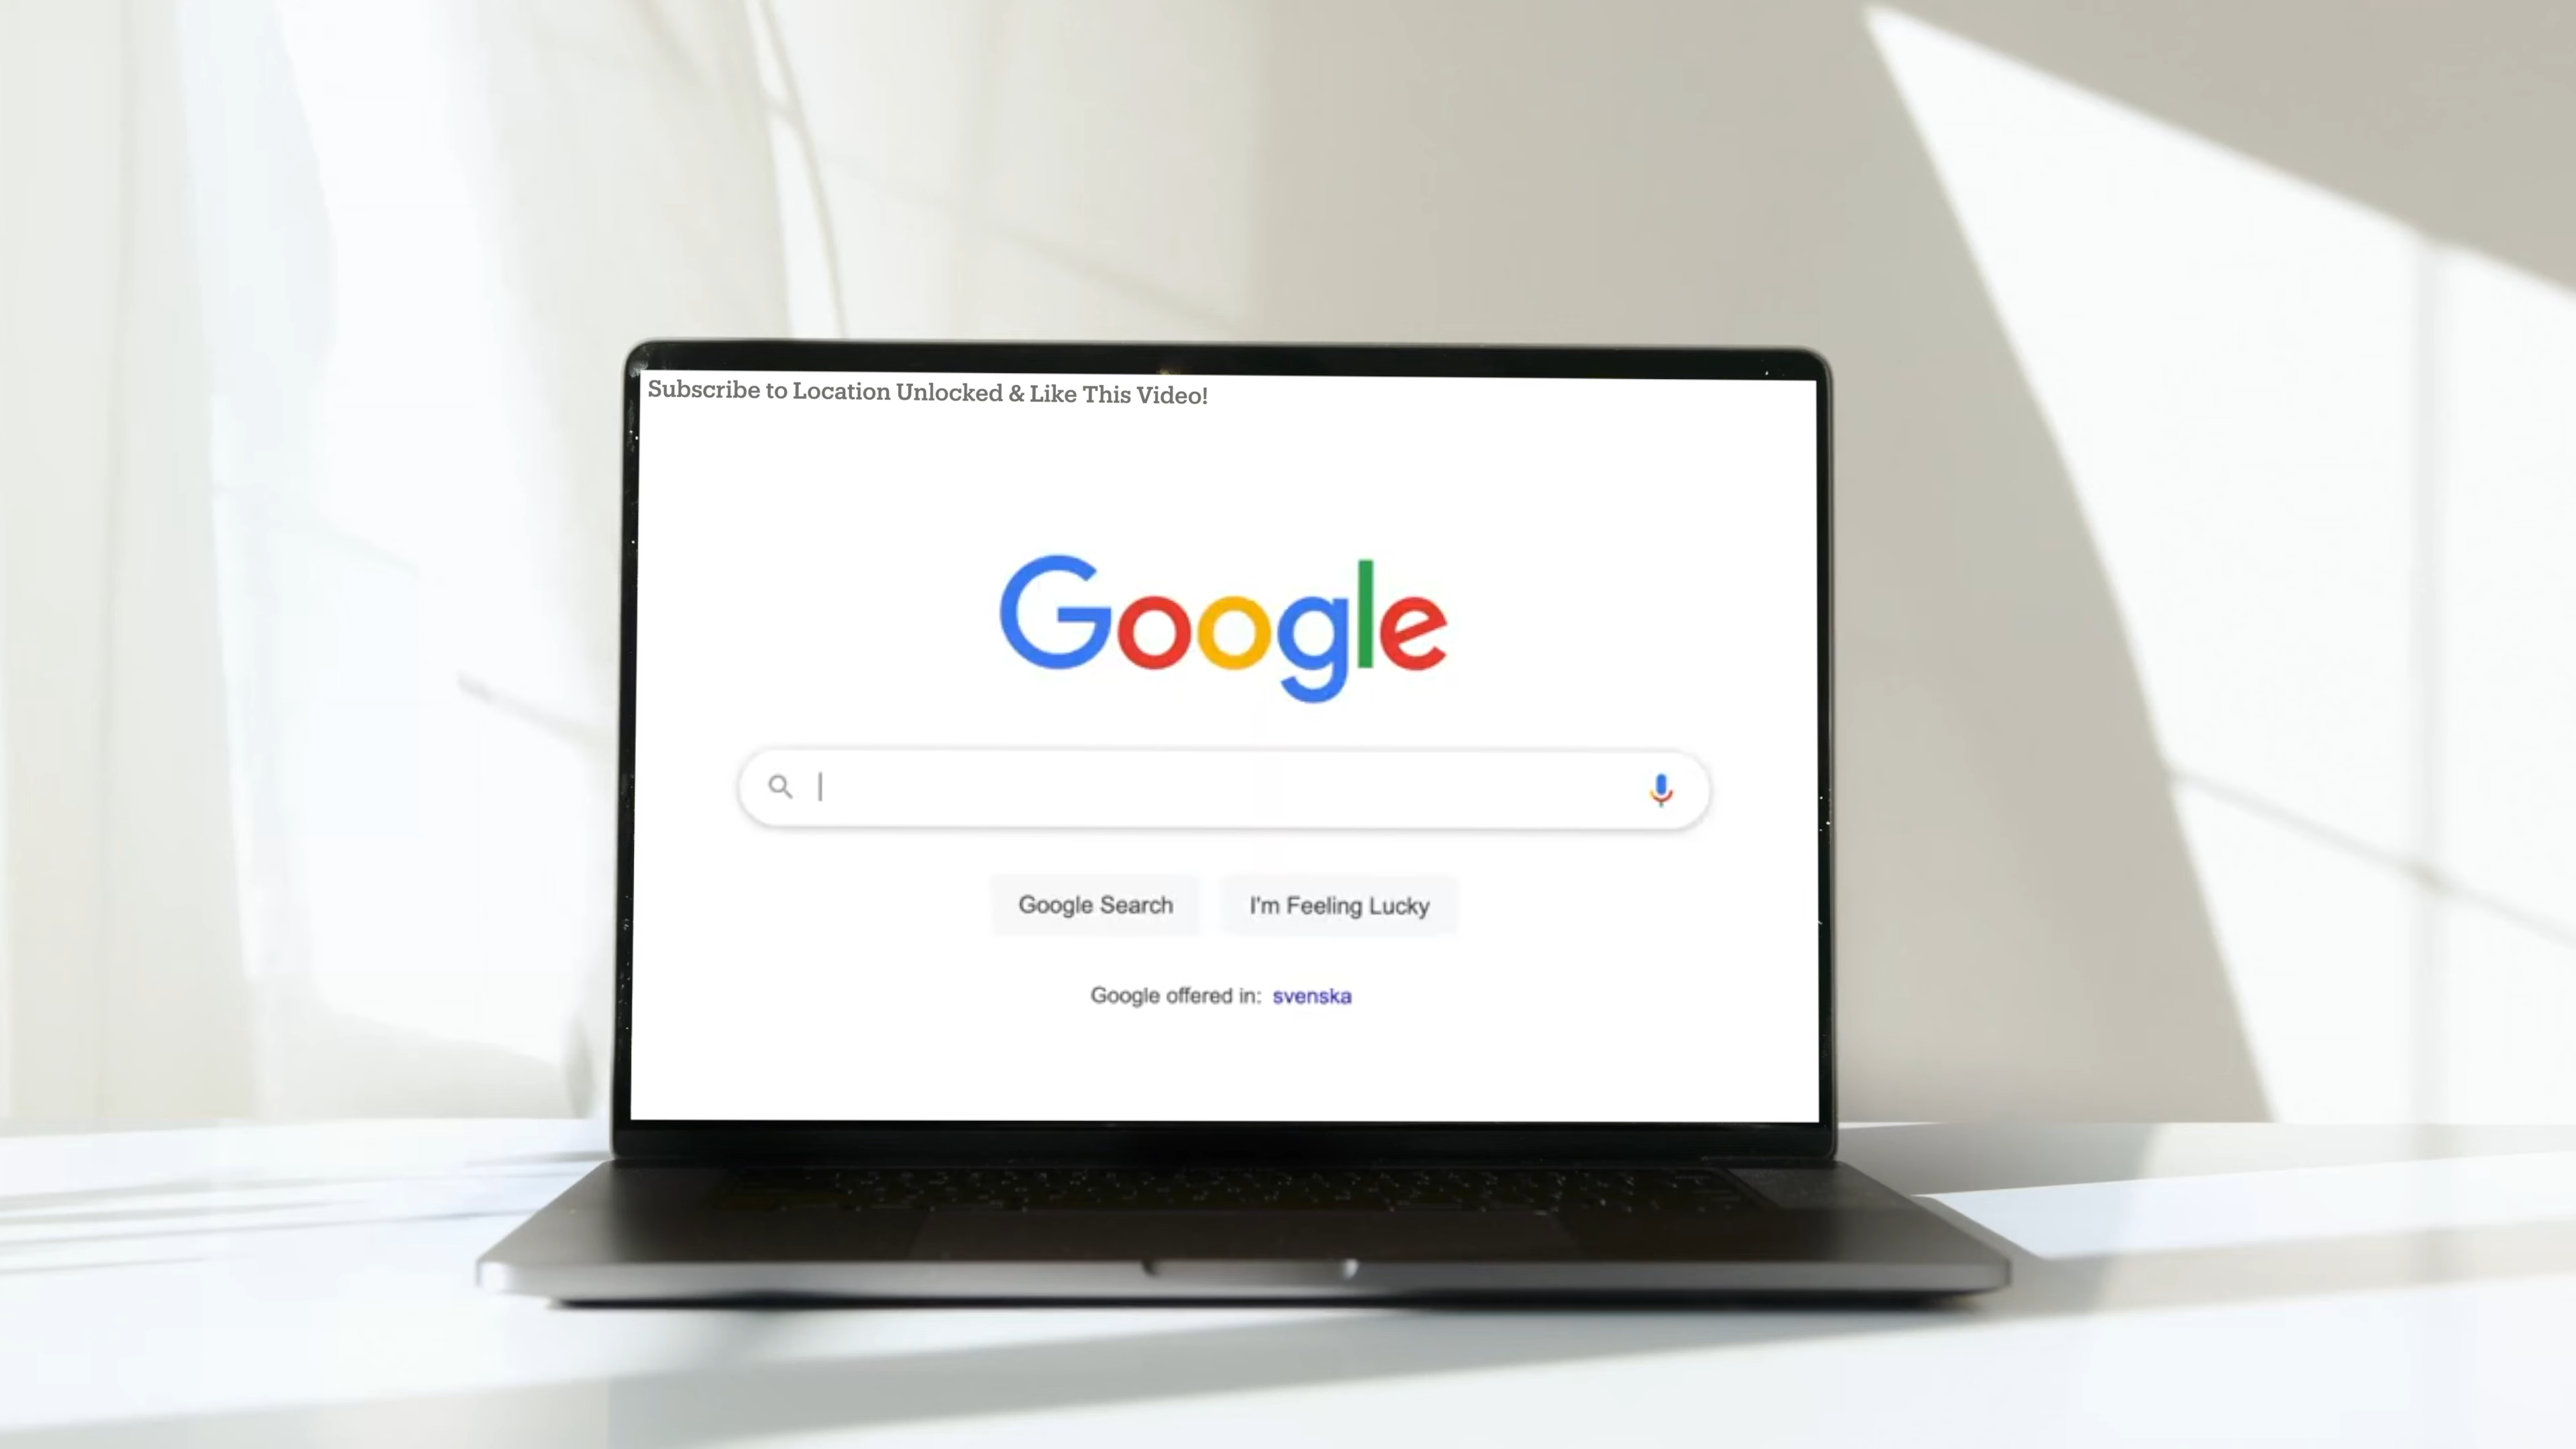 Subscribe to Location Unlocked & Like This Video!
Google
Google Search I'm Feeling Lucky
Google offered in: svenska